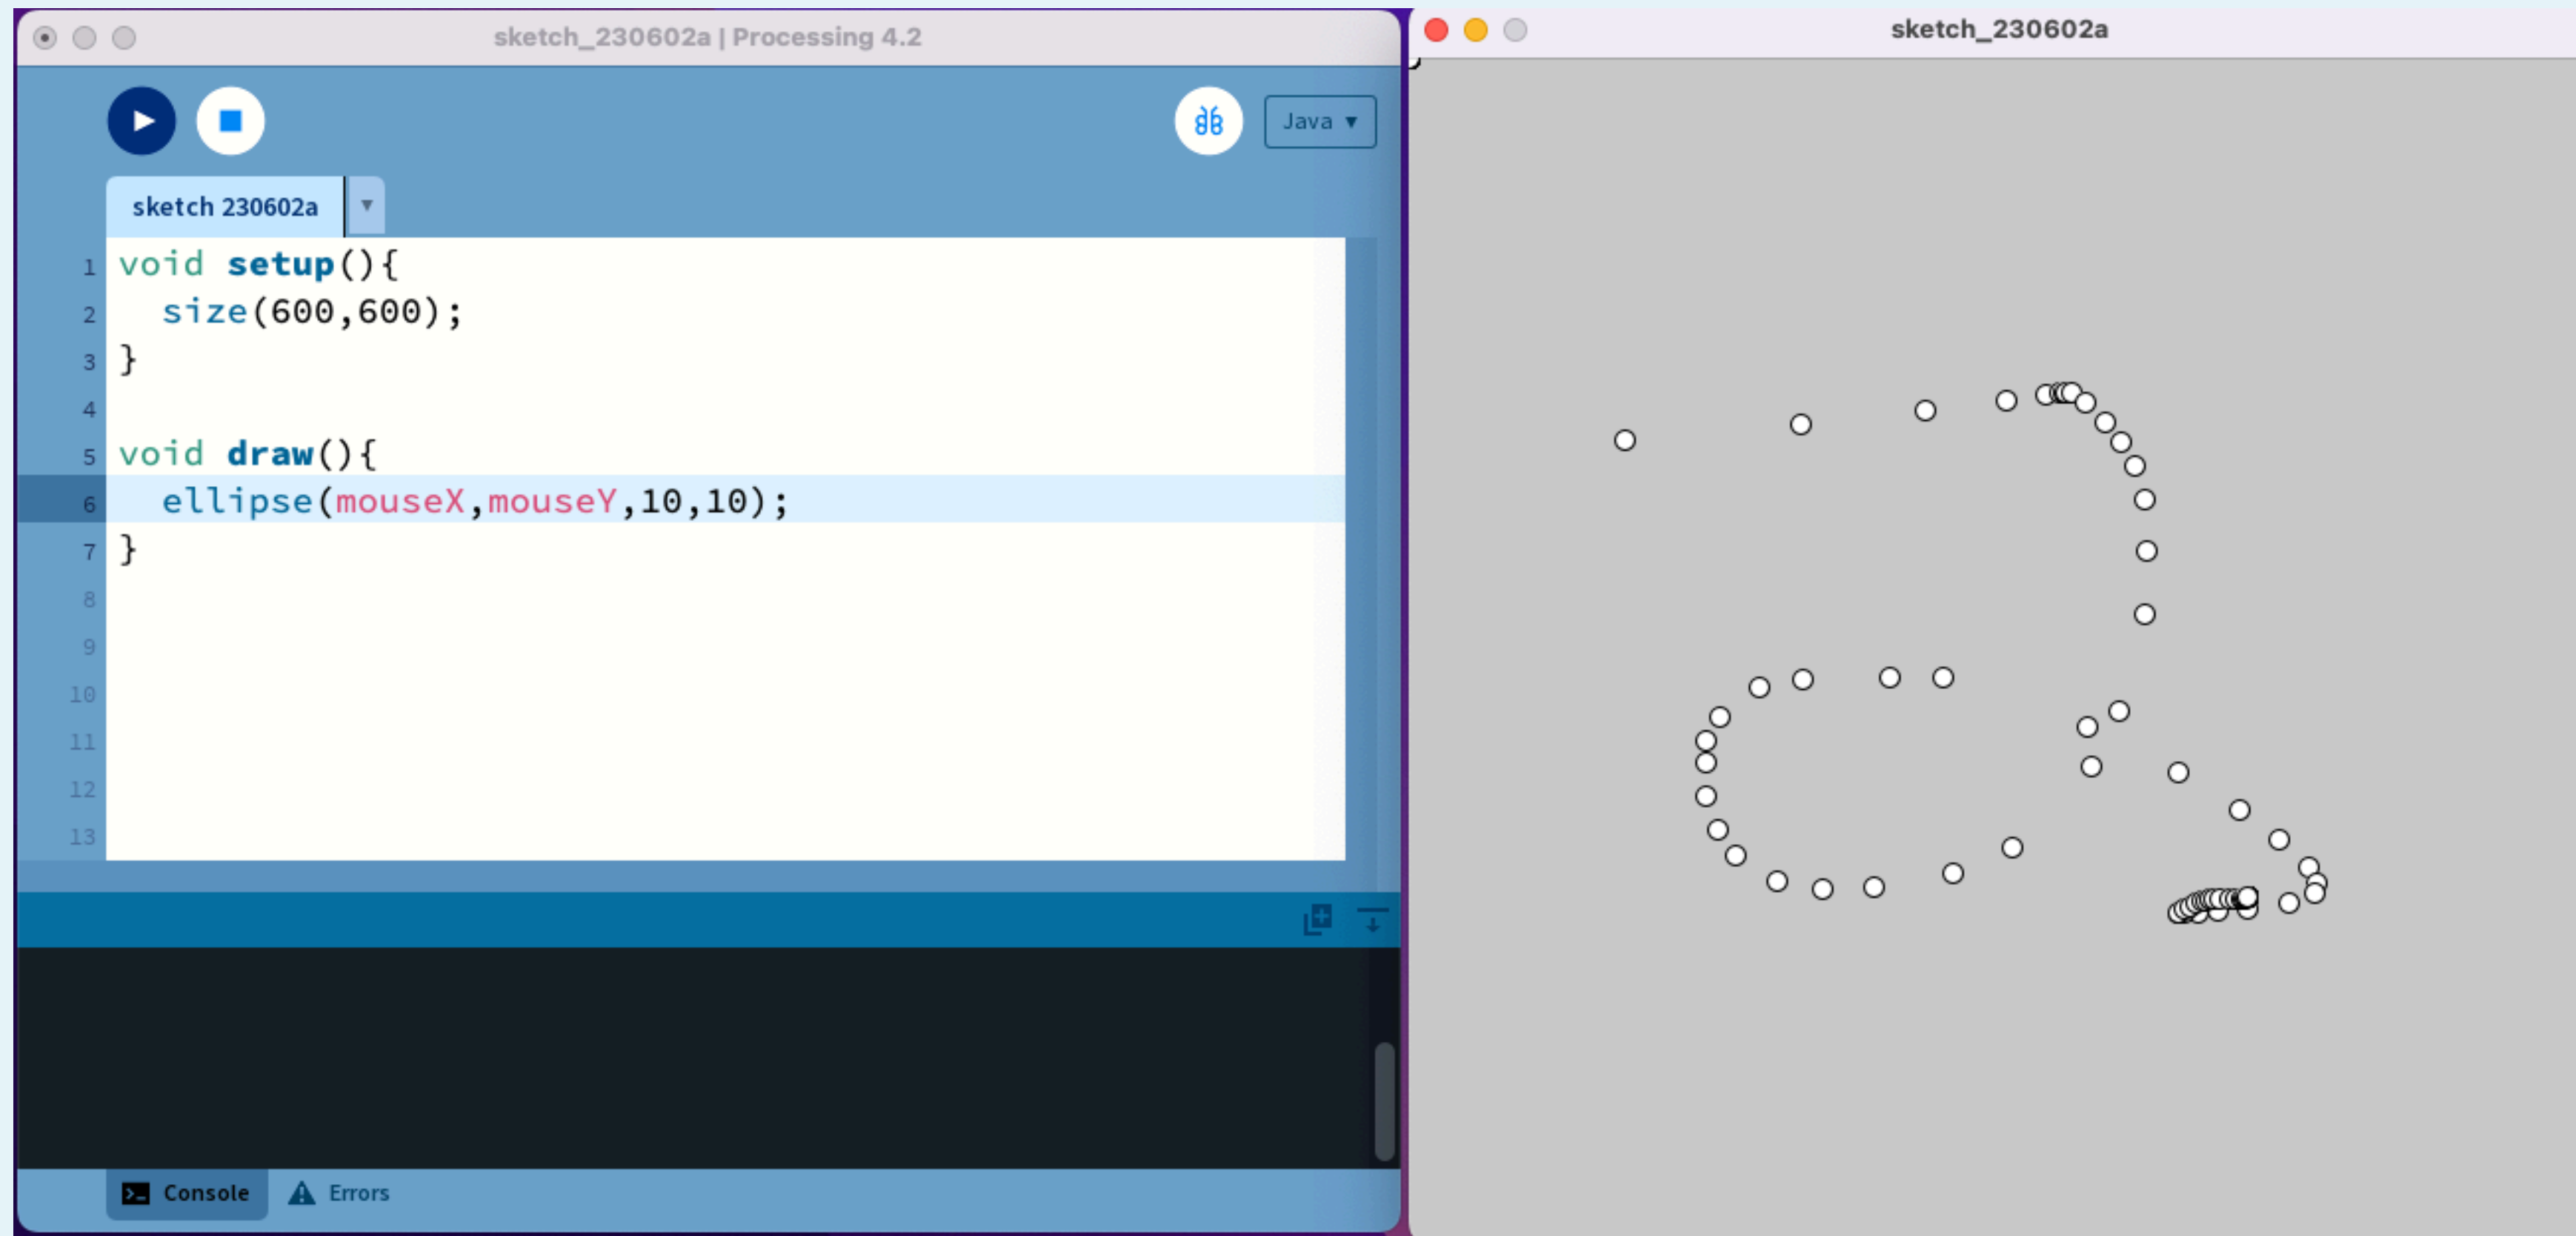 sketch_230602a | Processing 4.2
Java ▼
sketch 230602a ▼
1 void setup(){
2   size(600,600);
3 }
4
5 void draw(){
6   ellipse(mouseX,mouseY,10,10);
7 }
8
9
10
11
12
13
Console
Errors
sketch_230602a